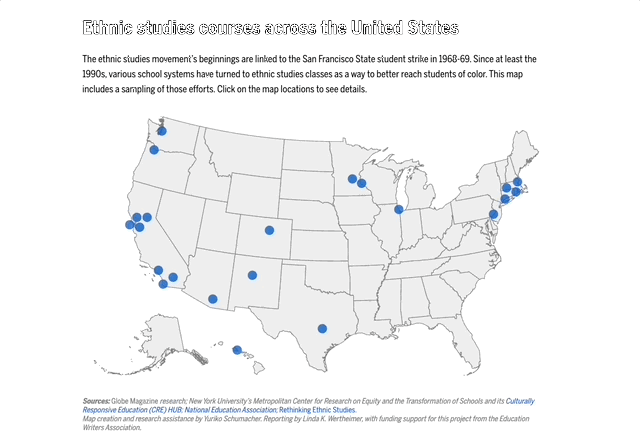 Ethnic studies courses across the United States
The ethnic studies movement's beginnings are linked to the San Francisco State student strike in 1968-69. Since at least the
1990s, various school systems have turned to ethnic studies classes as a way to better reach students of color. This map
includes a sampling of those efforts. Click on the map locations to see details.
Sources: Globe Magazine research; New York University's Metropolitan Center for Research on Equity and the Transformation of Schools and its Culturally
Responsive Education (CRE) HUB; National Education Association; Rethinking Ethnic Studies.
Map creation and research assistance by Yuriko Schumacher. Reporting by Linda K. Wertheimer, with funding support for this project from the Education
Writers Association.